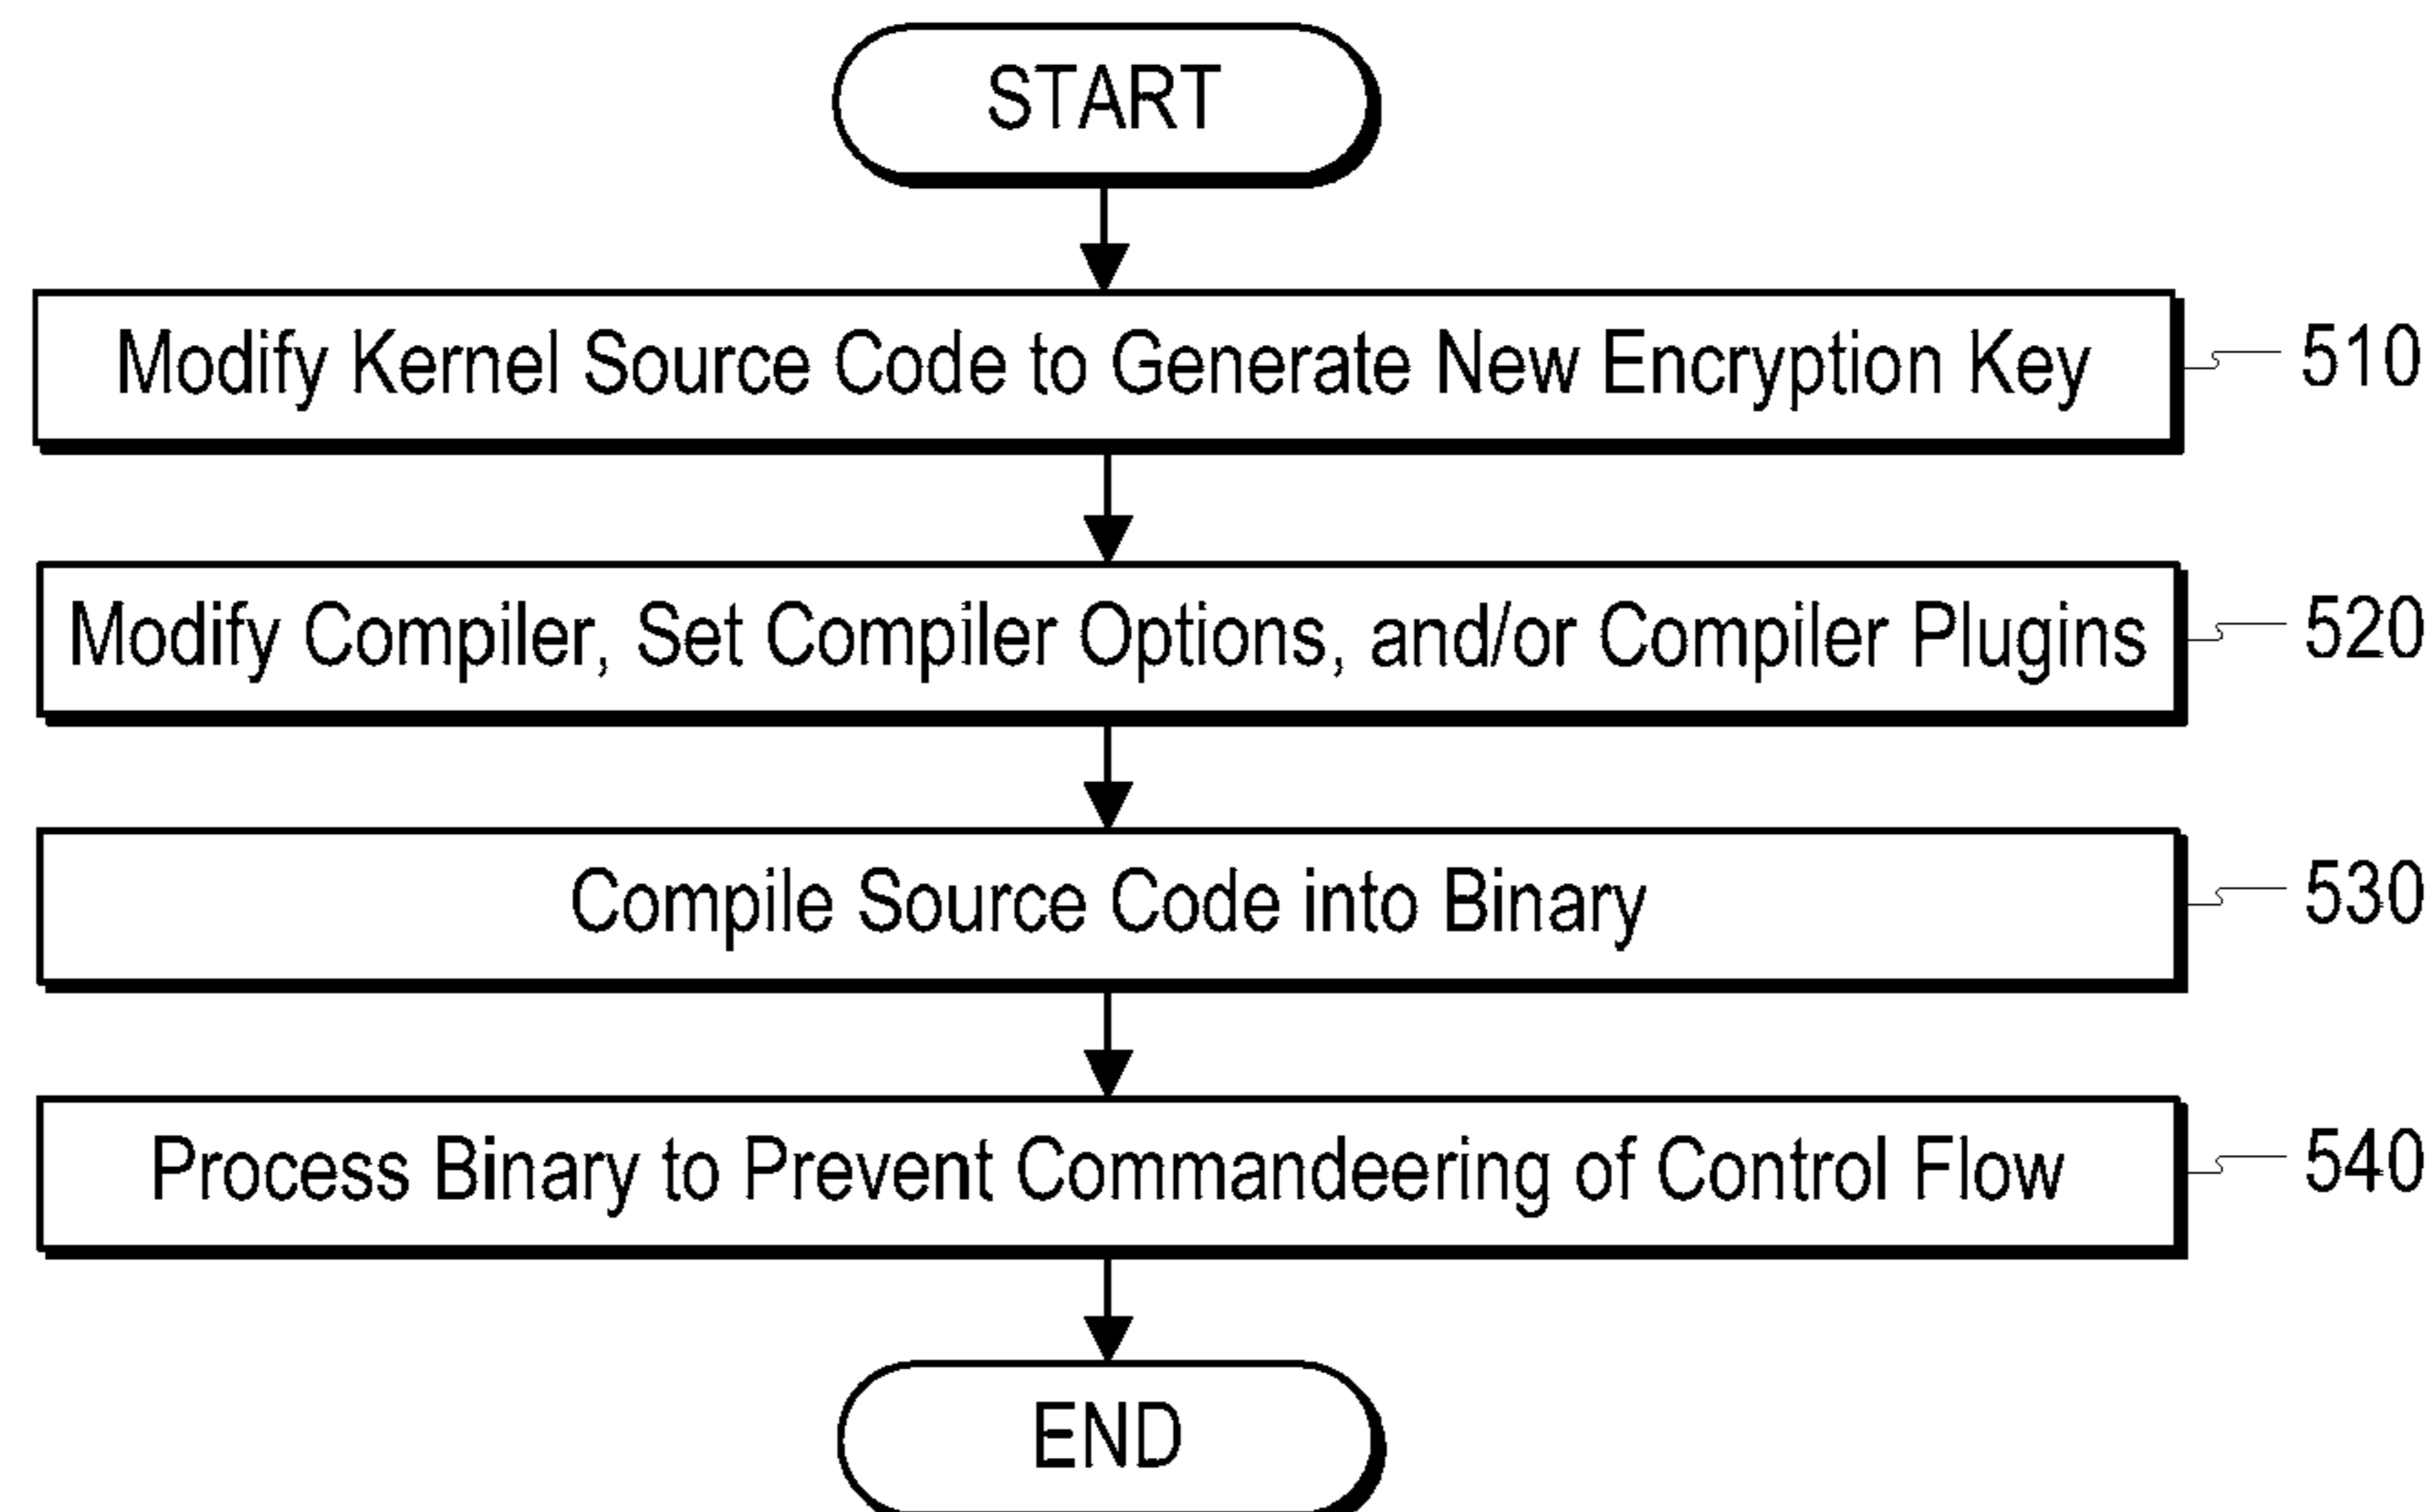 START
Modify Kernel Source Code to Generate New Encryption Key
510
Modify Compiler, Set Compiler Options, and/or Compiler Plugins
520
Compile Source Code into Binary
530
Process Binary to Prevent Commandeering of Control Flow
540
END